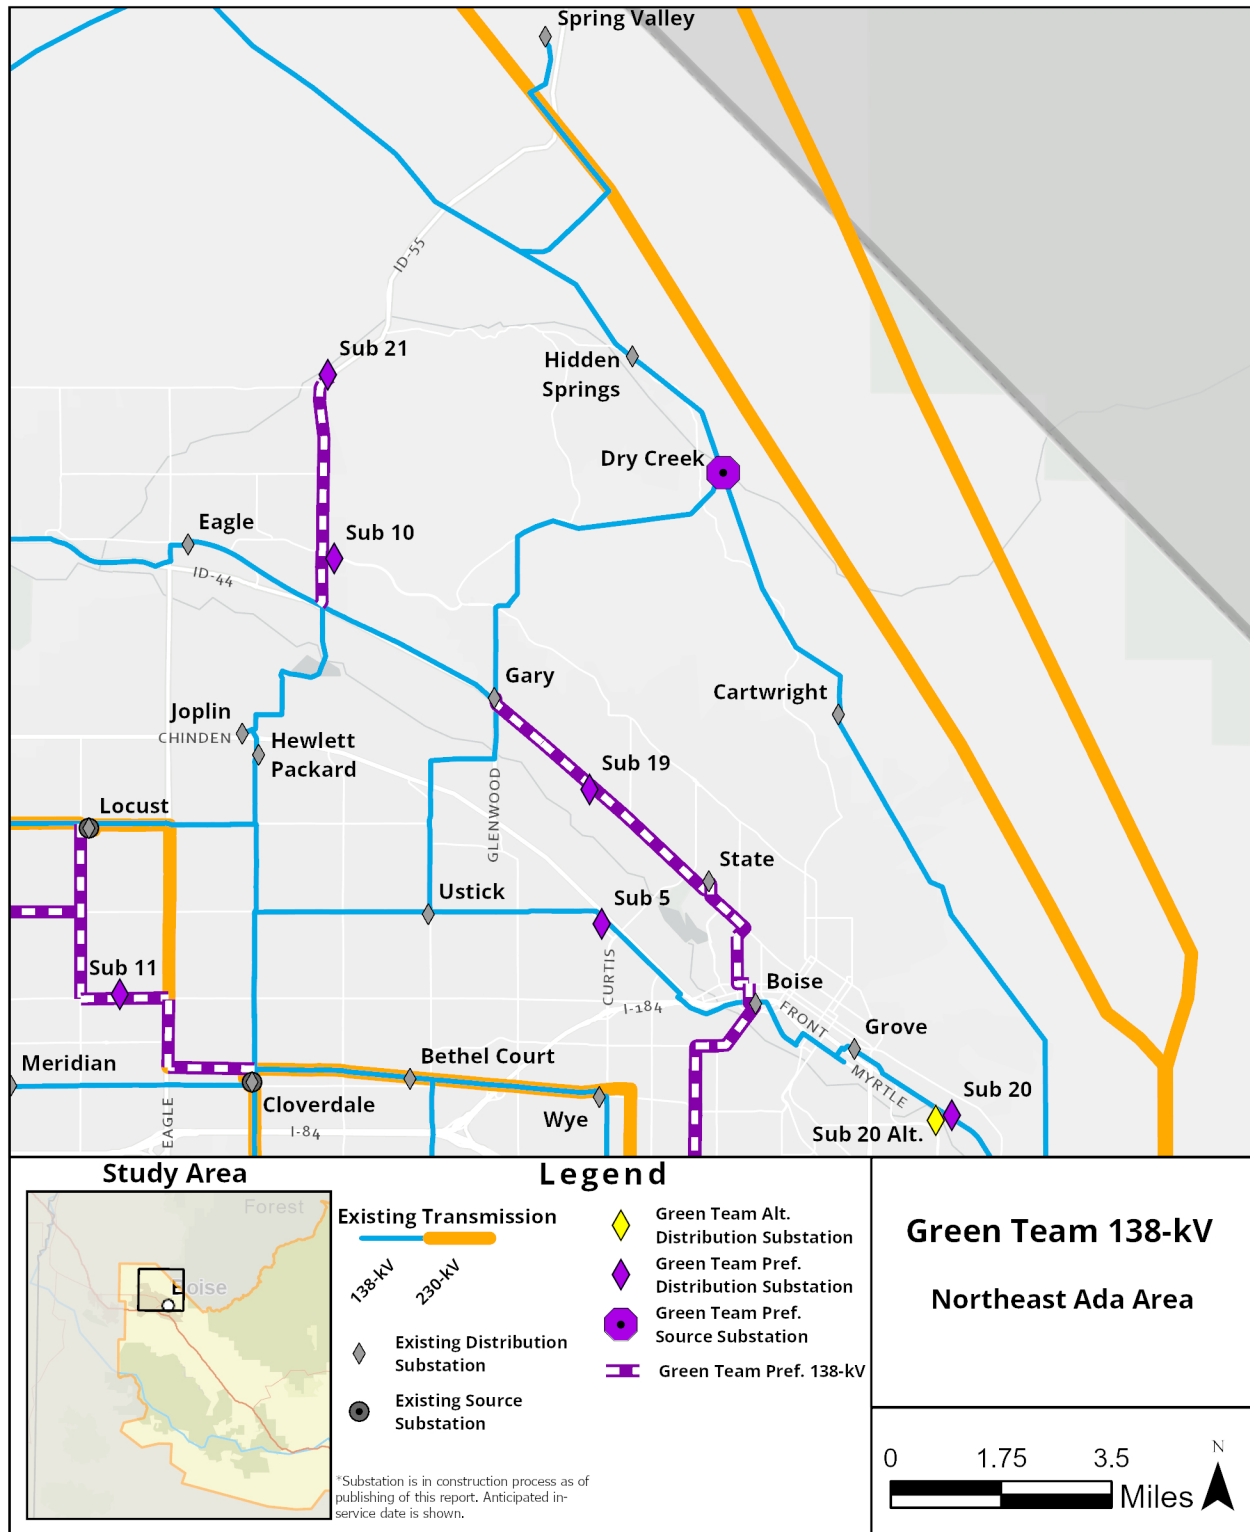 Spring Valley
ID-55
Sub 21
Hidden
Springs
Dry Creek
Eagle
Sub 10
ID-44
Gary
Cartwright
Joplin
CHINDEN
Hewlett
Packard
Sub 19
GLENWOOD
Locust
State
Ustick
Sub 5
CURTIS
Sub 11
Boise
I-184
FRONT
Grove
Meridian
Bethel Court
MYRTLE
Sub 20
Cloverdale
Wye
EAGLE
I-84
Sub 20 Alt.
Study Area
Forest
Boise
Legend
Existing Transmission
138-kV
230-kV
Existing Distribution
Substation
Existing Source
Substation
Green Team Alt.
Distribution Substation
Green Team Pref.
Distribution Substation
Green Team Pref.
Source Substation
Green Team Pref. 138-kV
*Substation is in construction process as of
publishing of this report. Anticipated in-
service date is shown.
Green Team 138-kV
Northeast Ada Area
0 1.75 3.5
Miles
N